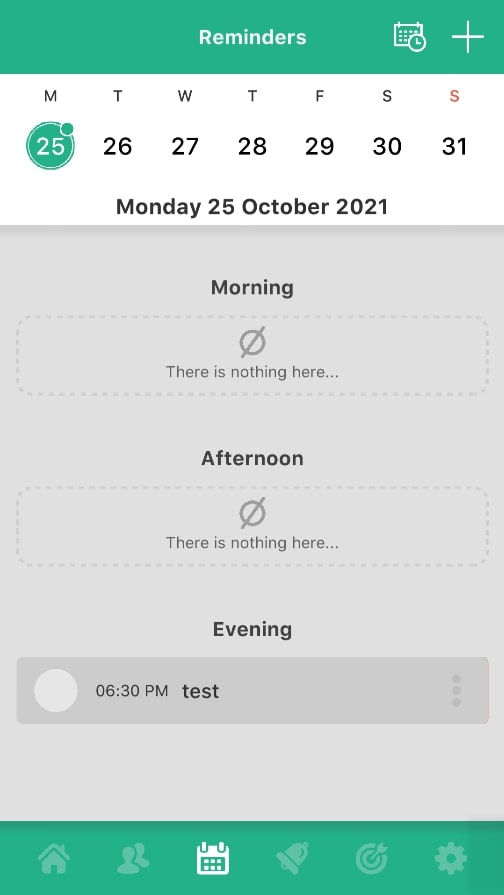 Reminders
M T W T F S S
25 26 27 28 29 30 31
Monday 25 October 2021
Morning
There is nothing here...
Afternoon
There is nothing here...
Evening
06:30 PM test